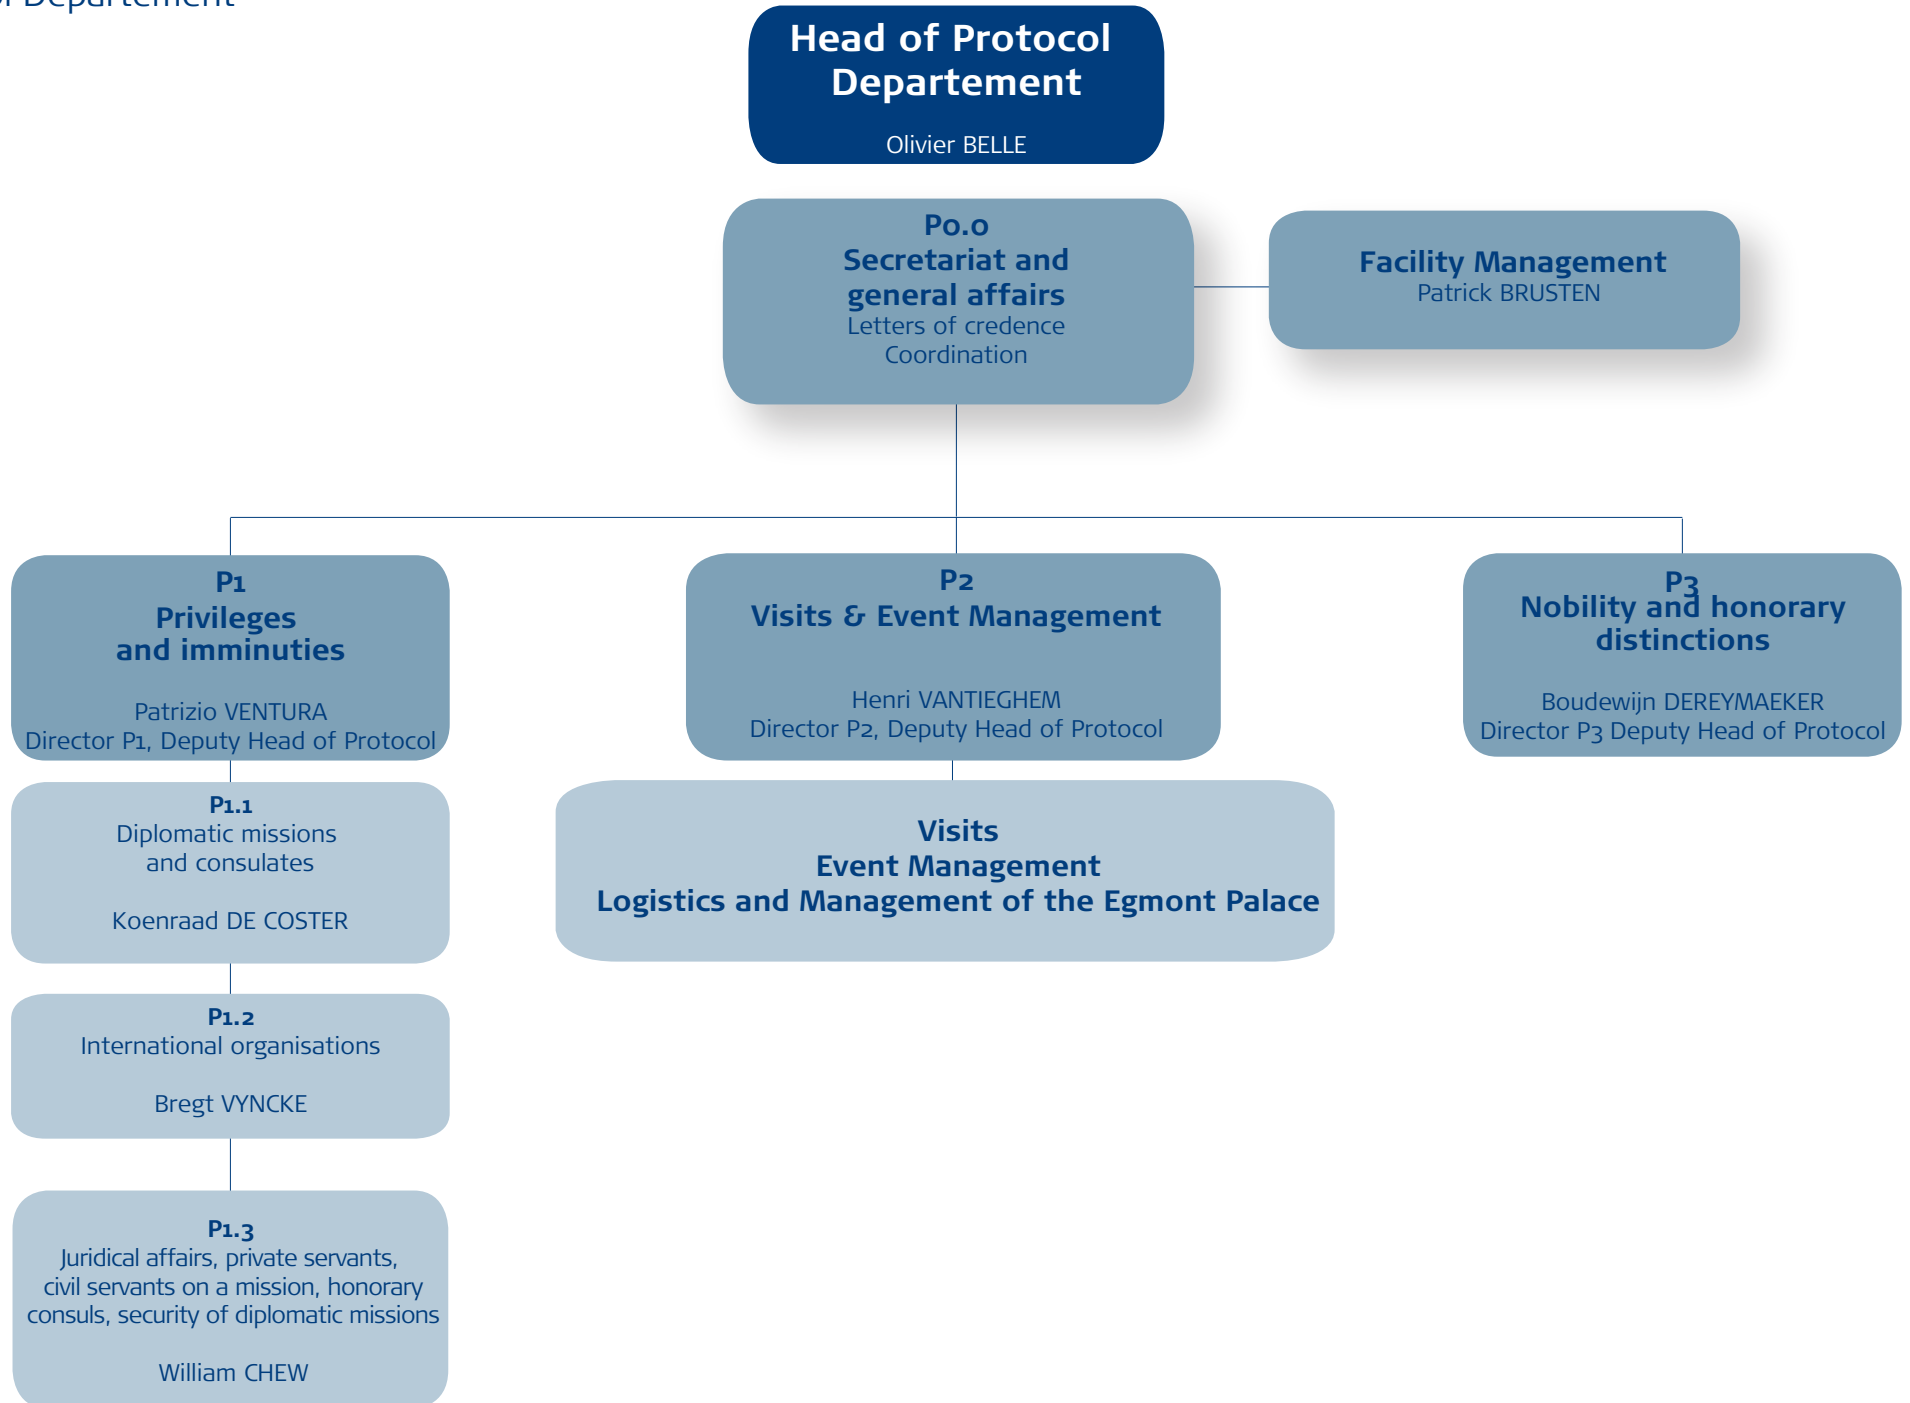 Departement
Head of Protocol
Departement
Olivier BELLE
P0.0
Secretariat and
general affairs
Letters of credence
Coordination
Facility Management
Patrick BRUSTEN
P1
Privileges
and imminuties
Patrizio VENTURA
Director P1, Deputy Head of Protocol
P2
Visits & Event Management
Henri VANTIEGHEM
Director P2, Deputy Head of Protocol
P3
Nobility and honorary
distinctions
Boudewijn DEREYMAEKER
Director P3 Deputy Head of Protocol
P1.1
Diplomatic missions
and consulates
Koenraad DE COSTER
Visits
Event Management
Logistics and Management of the Egmont Palace
P1.2
International organisations
Bregt VYNCKE
P1.3
Juridical affairs, private servants,
civil servants on a mission, honorary
consuls, security of diplomatic missions
William CHEW